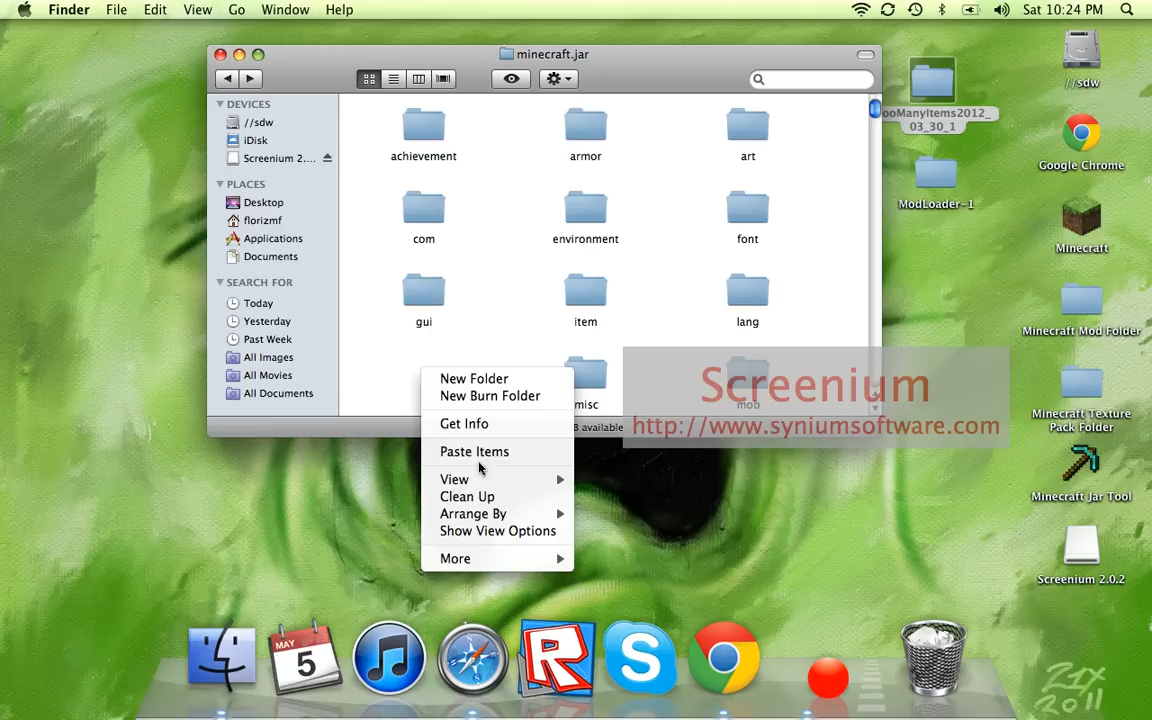 Finder File Edit View Go Window Help
Sat 10:24 PM
minecraft.jar
DEVICES
//sdw
iDisk
Screenium 2....
PLACES
Desktop
florizmf
Applications
Documents
SEARCH FOR
Today
Yesterday
Past Week
All Images
All Movies
All Documents
achievement
armor
art
com
environment
font
gui
item
lang
misc
mob
B available
New Folder
New Burn Folder
Get Info
Paste Items
View
Clean Up
Arrange By
Show View Options
More
Screenium
http://www.syniumsoftware.com
ooManyItems2012_
03_30_1
ModLoader-1
//sdw
Google Chrome
Minecraft
Minecraft Mod Folder
Minecraft Texture
Pack Folder
Minecraft Jar Tool
Screenium 2.0.2
MAY
5
R
S
RIX
2011